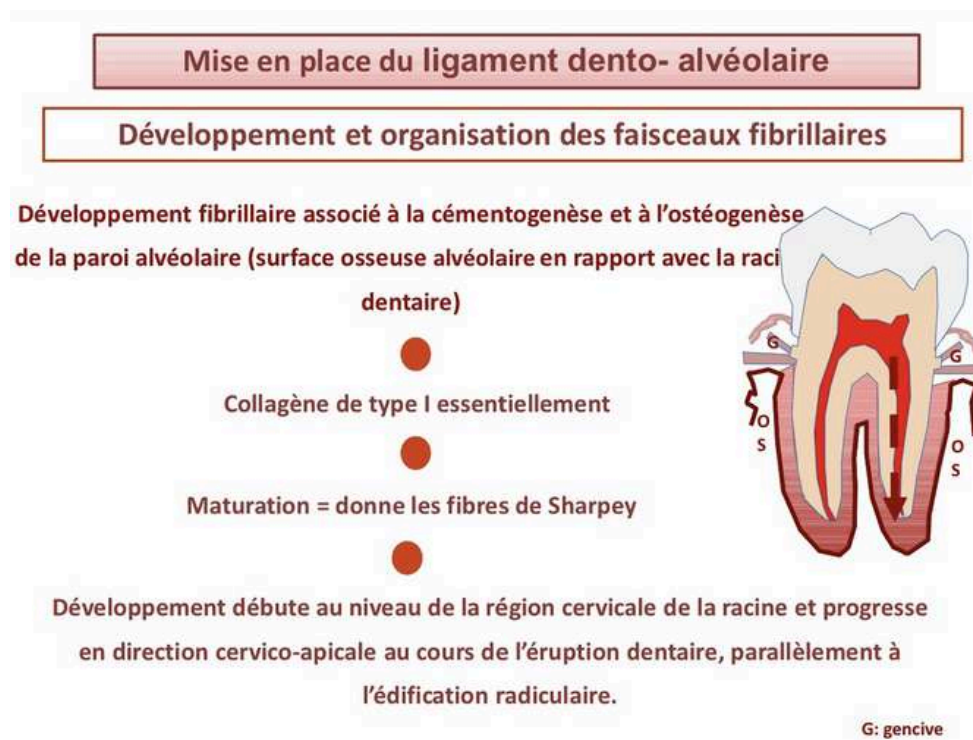 Mise en place du ligament dento- alvéolaire
Développement et organisation des faisceaux fibrillaires
Développement fibrillaire associé à la cémentogenèse et à l'ostéogenèse
de la paroi alvéolaire (surface osseuse alvéolaire en rapport avec la raci
dentaire)
Collagène de type I essentiellement
Maturation = donne les fibres de Sharpey
Développement débute au niveau de la région cervicale de la racine et progresse
en direction cervico-apicale au cours de l'éruption dentaire, parallèlement à
l'édification radiculaire.
G
G
OS
OS
G: gencive